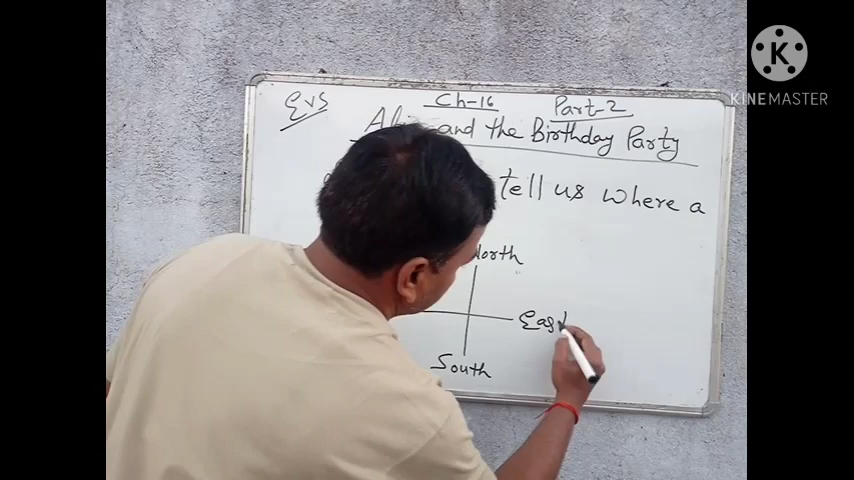 EVS Ch-16 Part-2
and the Birthday Party
tell us where a
North
East
South
K
KINEMASTER